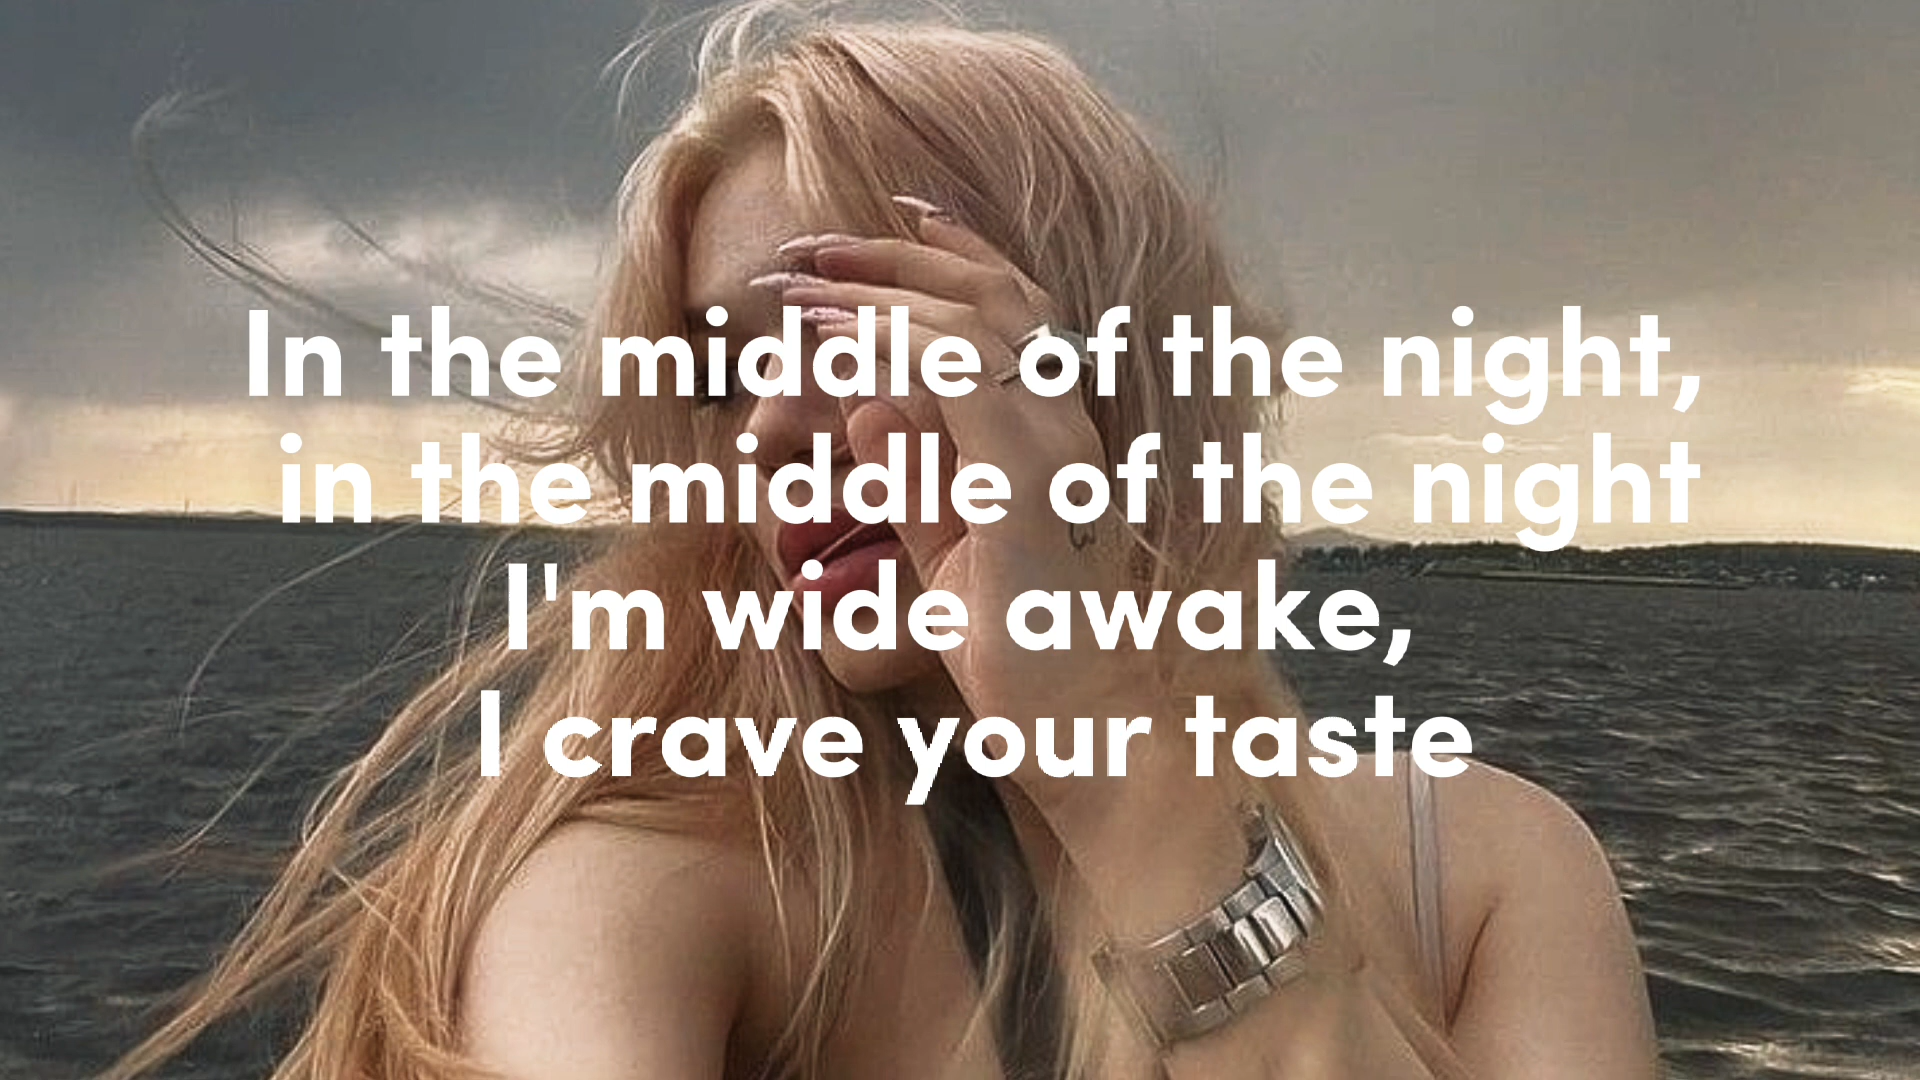 In the middle of the night,
in the middle of the night
I'm wide awake,
I crave your taste